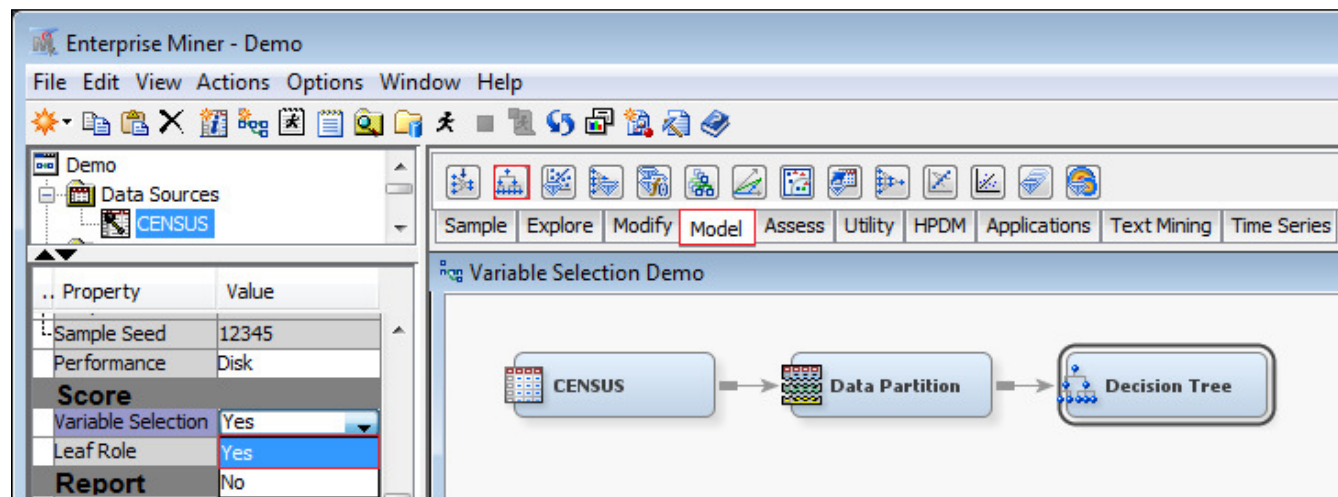 Enterprise Miner - Demo
File Edit View Actions Options Window Help
Demo
Data Sources
CENSUS
Sample Explore Modify Model Assess Utility HPDM Applications Text Mining Time Series
Variable Selection Demo
.. Property Value
Sample Seed 12345
Performance Disk
Score
Variable Selection Yes
Leaf Role Yes
Report No
CENSUS
Data Partition
Decision Tree